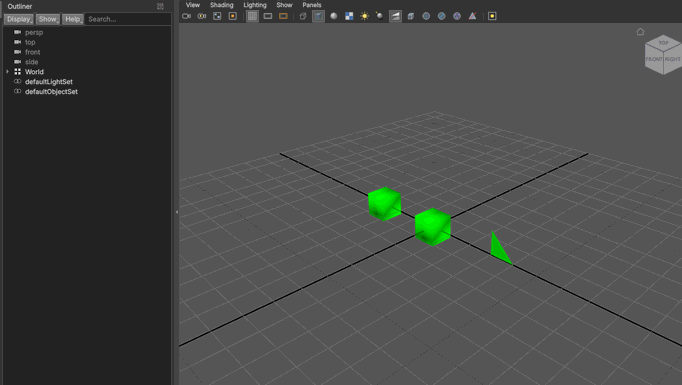 Outliner
Display Show Help Search...
persp
top
front
side
World
defaultLightSet
defaultObjectSet
View Shading Lighting Show Panels
TOP
FRONT RIGHT